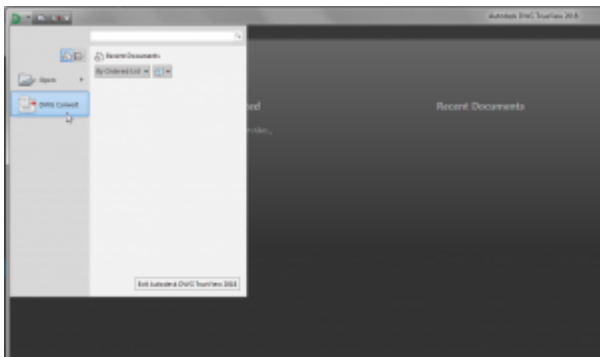 Autodesk DWG TrueView 2018
Recent Documents
By Ordered List
Open
DWG Convert
Recent Documents
Exit Autodesk DWG TrueView 2018